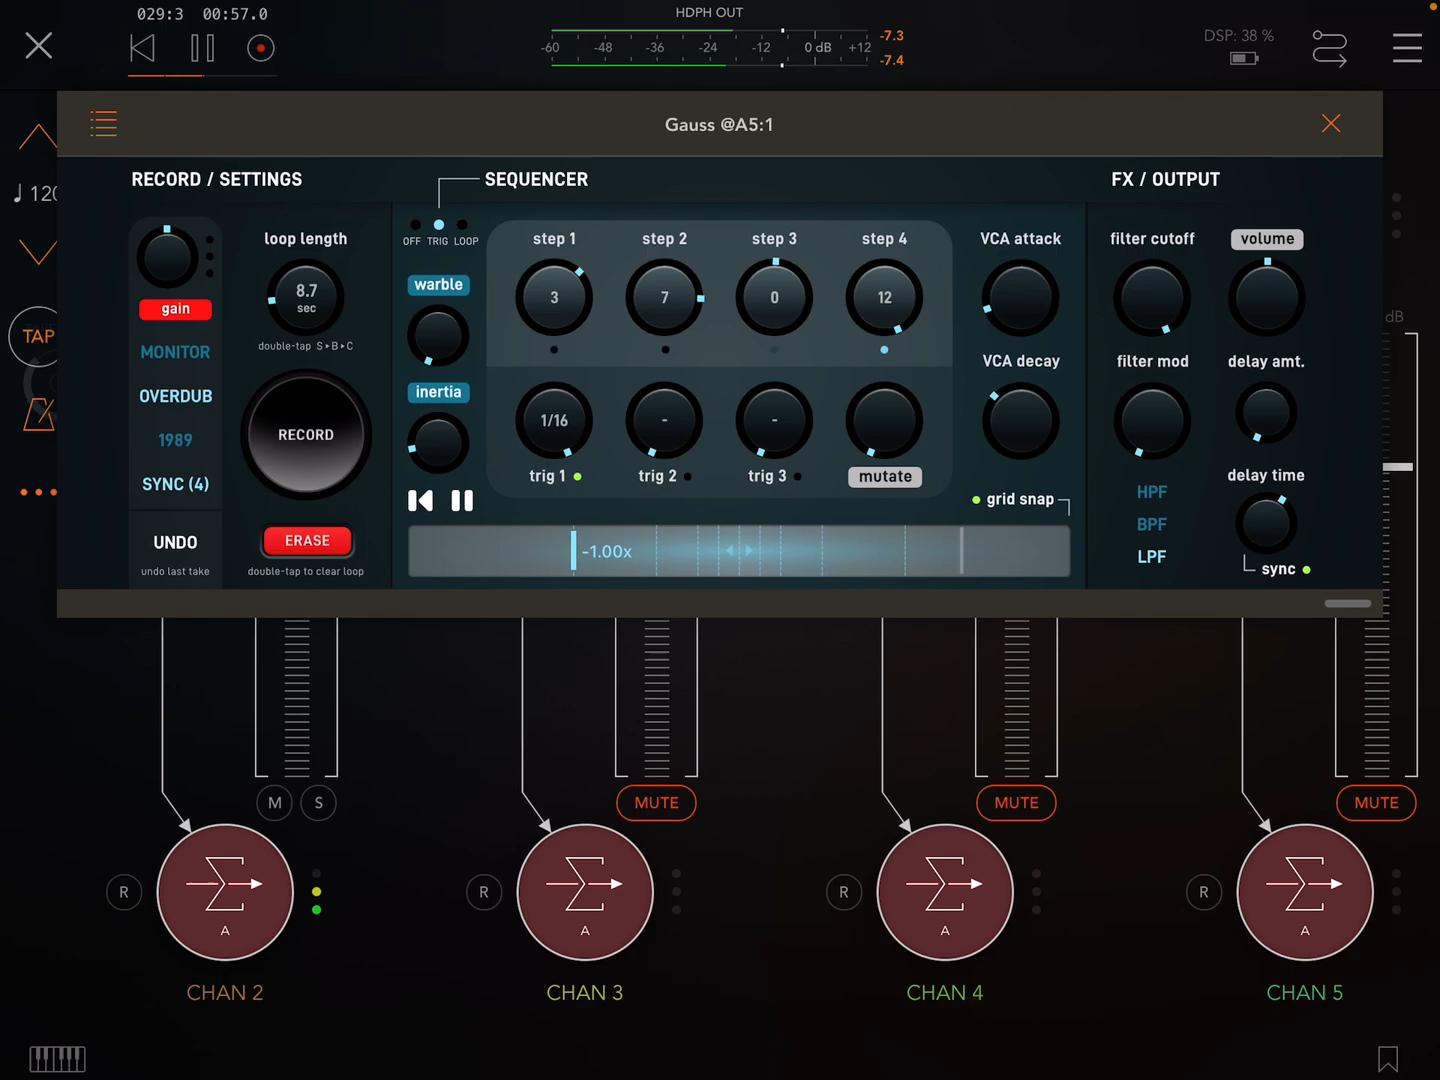 029:3 00:57.0
HDPH OUT
-60 -48 -36 -24 -12 0 dB +12
-7.3
-7.4
DSP: 38 %
Gauss @A5:1
120
TAP
dB
RECORD / SETTINGS
SEQUENCER
FX / OUTPUT
gain
MONITOR
OVERDUB
1989
SYNC (4)
UNDO
undo last take
loop length
8.7
sec
double-tap S▸B▸C
RECORD
ERASE
double-tap to clear loop
OFF TRIG LOOP
warble
inertia
step 1 step 2 step 3 step 4
3 7 0 12
1/16 - -
trig 1 trig 2 trig 3 mutate
VCA attack
VCA decay
grid snap
-1.00x
filter cutoff
filter mod
HPF
BPF
LPF
volume
delay amt.
delay time
sync
M S MUTE MUTE MUTE
R R R R
A A A A
CHAN 2 CHAN 3 CHAN 4 CHAN 5